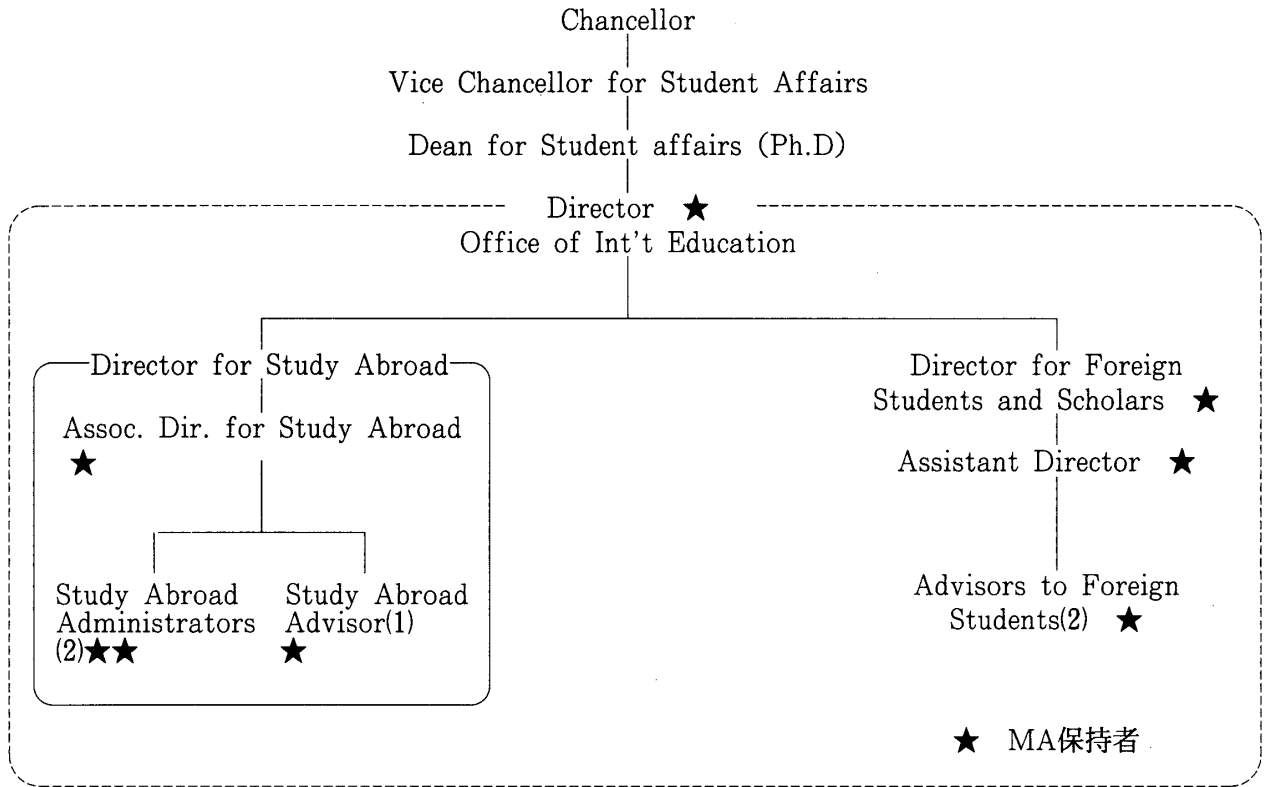 Chancellor
Vice Chancellor for Student Affairs
Dean for Student affairs (Ph.D)
Director ★
Office of Int't Education
Director for Study Abroad
Assoc. Dir. for Study Abroad
★
Study Abroad
Administrators
(2)★★
Study Abroad
Advisor(1)
★
Director for Foreign
Students and Scholars ★
Assistant Director ★
Advisors to Foreign
Students(2) ★
★ MA保持者